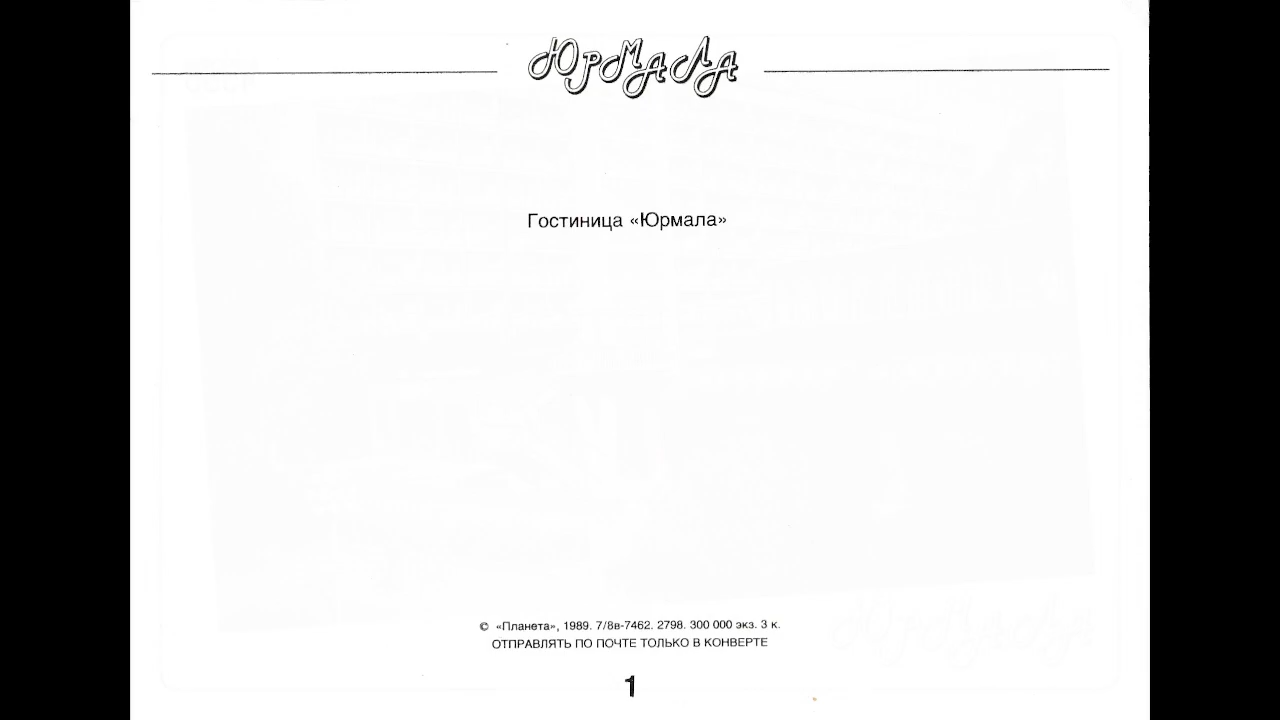 ЮРМАЛА
Гостиница «Юрмала»
© «Планета», 1989. 7/8в-7462. 2798. 300 000 экз. 3 к.
ОТПРАВЛЯТЬ ПО ПОЧТЕ ТОЛЬКО В КОНВЕРТЕ
1